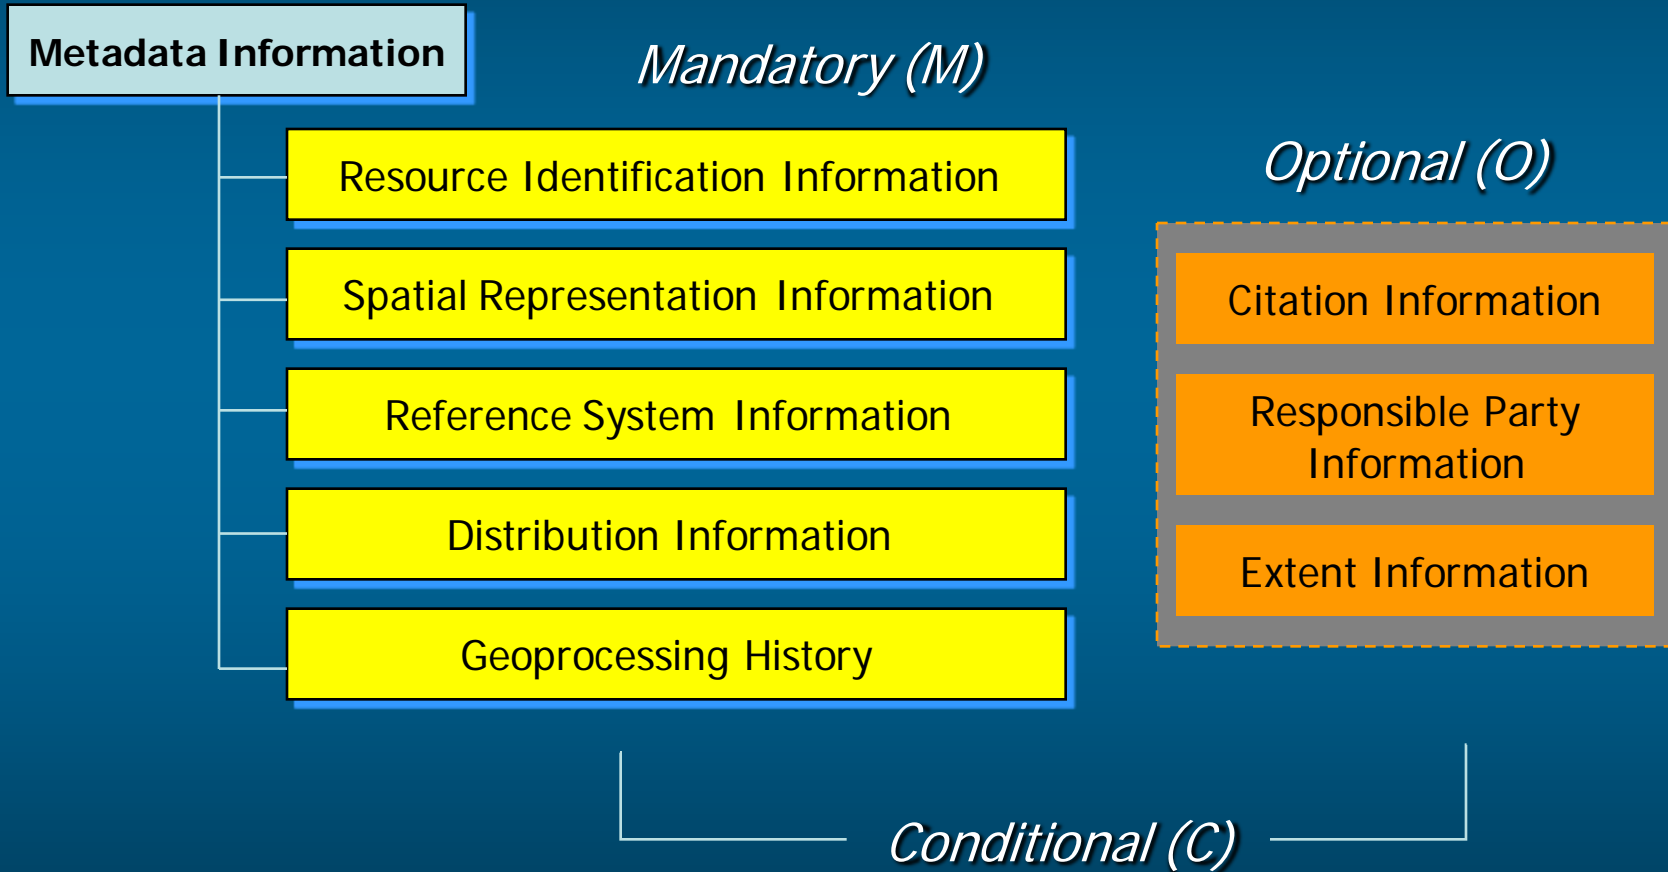 Metadata Information
Mandatory (M)
Resource Identification Information
Spatial Representation Information
Reference System Information
Distribution Information
Geoprocessing History
Optional (O)
Citation Information
Responsible Party
Information
Extent Information
Conditional (C)